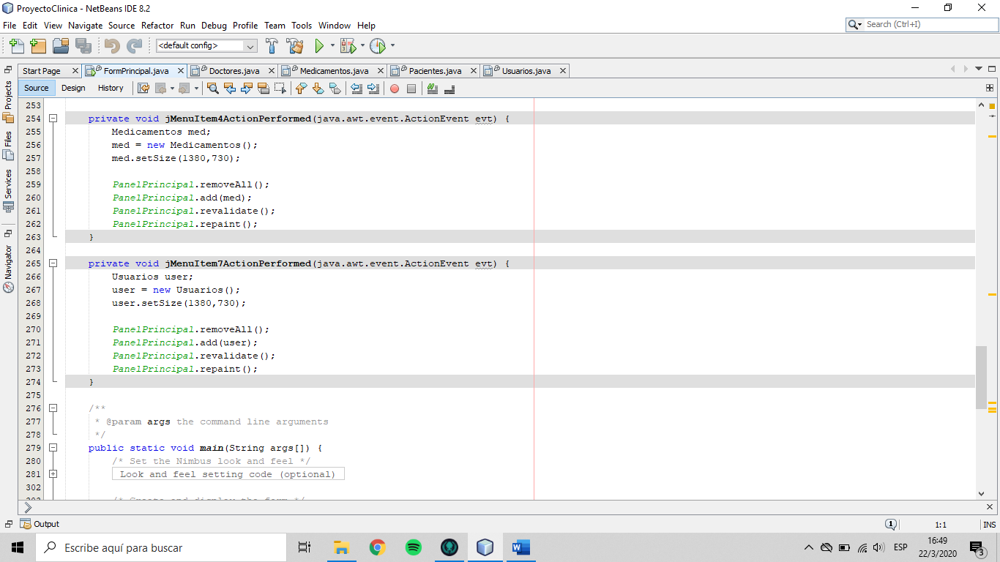 ProyectoClinica - NetBeans IDE 8.2
File Edit View Navigate Source Refactor Run Debug Profile Team Tools Window Help
Search (Ctrl+I)
<default config>
Start Page FormPrincipal.java Doctores.java Medicamentos.java Pacientes.java Usuarios.java
Source Design History
Projects
Files
Services
Navigator
253
254 private void jMenuItem4ActionPerformed(java.awt.event.ActionEvent evt) {
255 Medicamentos med;
256 med = new Medicamentos();
257 med.setSize(1380,730);
258
259 PanelPrincipal.removeAll();
260 PanelPrincipal.add(med);
261 PanelPrincipal.revalidate();
262 PanelPrincipal.repaint();
263 }
264
265 private void jMenuItem7ActionPerformed(java.awt.event.ActionEvent evt) {
266 Usuarios user;
267 user = new Usuarios();
268 user.setSize(1380,730);
269
270 PanelPrincipal.removeAll();
271 PanelPrincipal.add(user);
272 PanelPrincipal.revalidate();
273 PanelPrincipal.repaint();
274 }
275
276 /**
277 * @param args the command line arguments
278 */
279 public static void main(String args[]) {
280 /* Set the Nimbus look and feel */
281 Look and feel setting code (optional)
302
Output
1
1:1
INS
Escribe aquí para buscar
ESP
16:49
22/3/2020
3